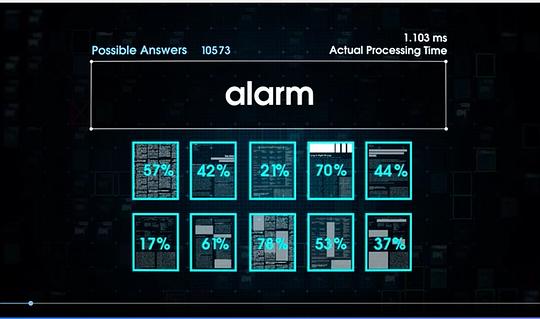 1.103 ms
Possible Answers 10573 Actual Processing Time
alarm
57% 42% 21% 70% 44%
17% 61% 78% 53% 37%